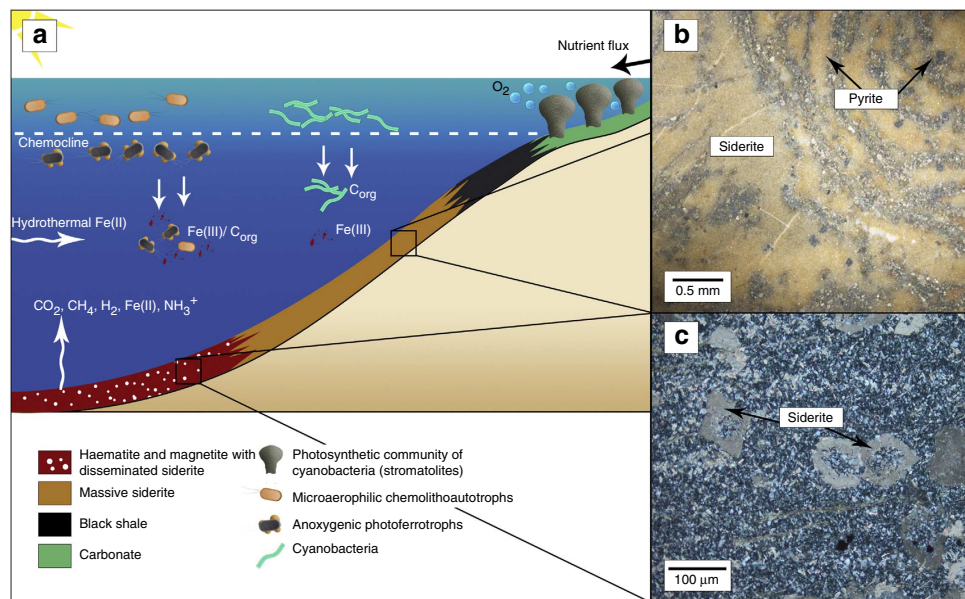 a
Nutrient flux
O2
Chemocline
Corg
Hydrothermal Fe(II)
Fe(III)/ Corg
Fe(III)
CO2, CH4, H2, Fe(II), NH3+
Haematite and magnetite with
disseminated siderite
Massive siderite
Black shale
Carbonate
Photosynthetic community of
cyanobacteria (stromatolites)
Microaerophilic chemolithoautotrophs
Anoxygenic photoferrotrophs
Cyanobacteria
b
Pyrite
Siderite
0.5 mm
c
Siderite
100 μm